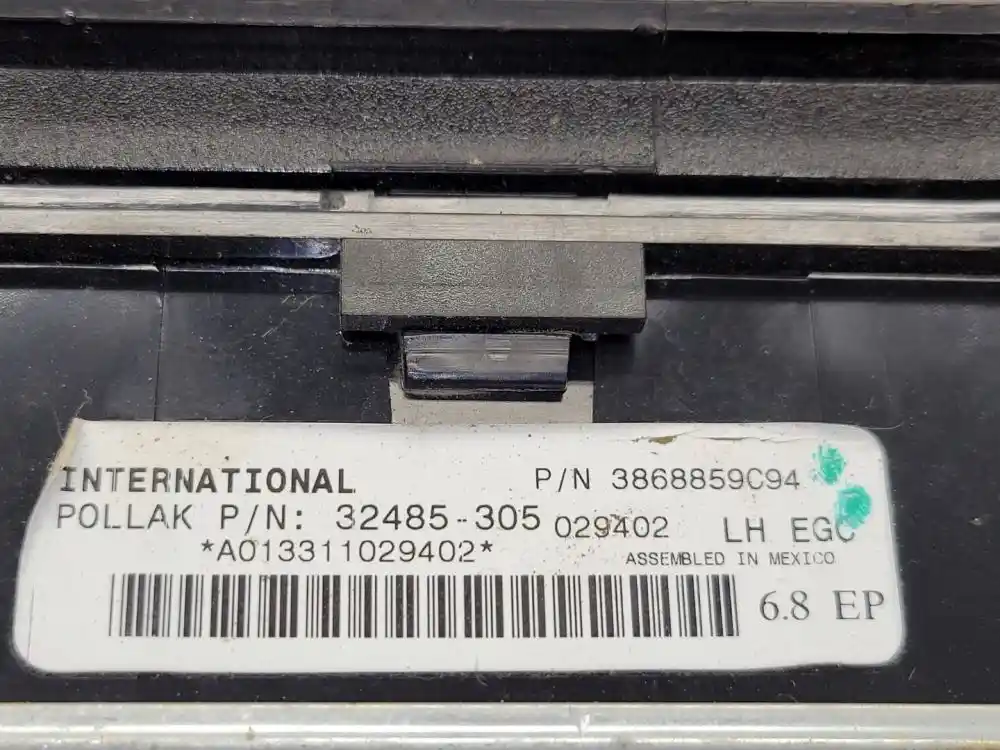 INTERNATIONAL P/N 3868859C94
POLLAK P/N: 32485-305 029402 LH EGC
*A013311029402* ASSEMBLED IN MEXICO
6.8 EP